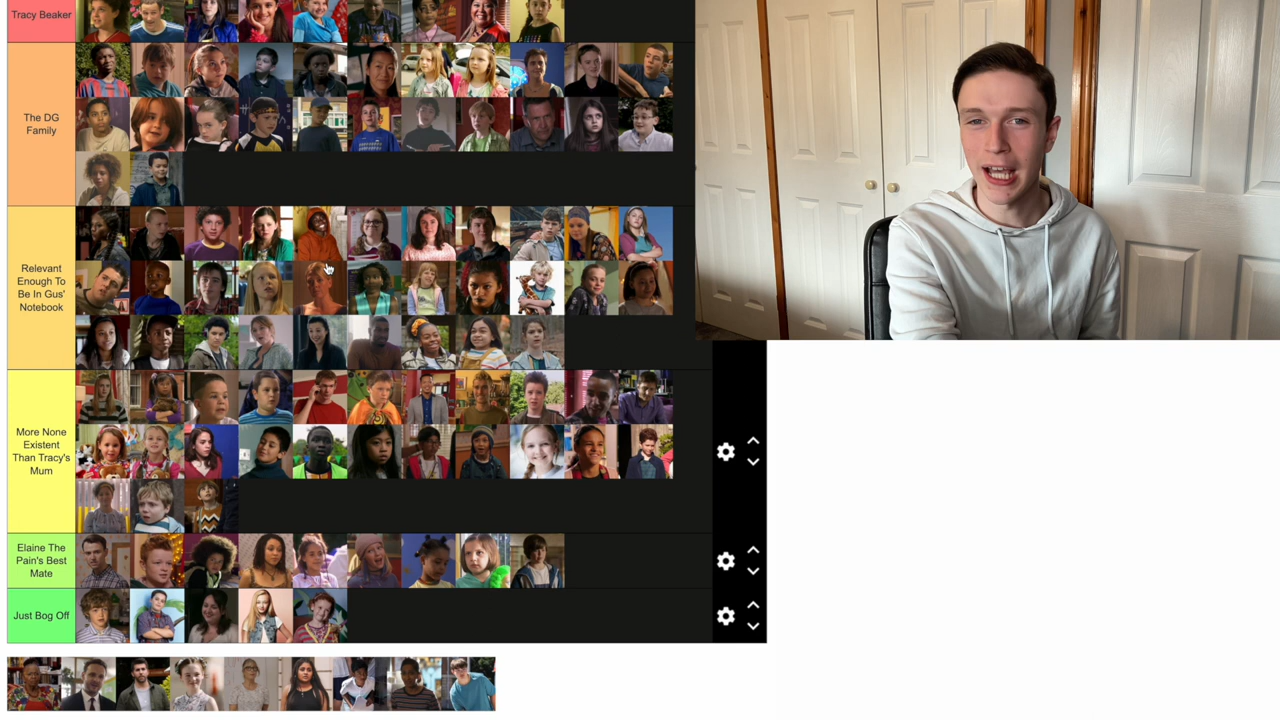 Tracy Beaker
The DG
Family
Relevant
Enough To
Be In Gus'
Notebook
More None
Existent
Than Tracy's
Mum
Elaine The
Pain's Best
Mate
Just Bog Off